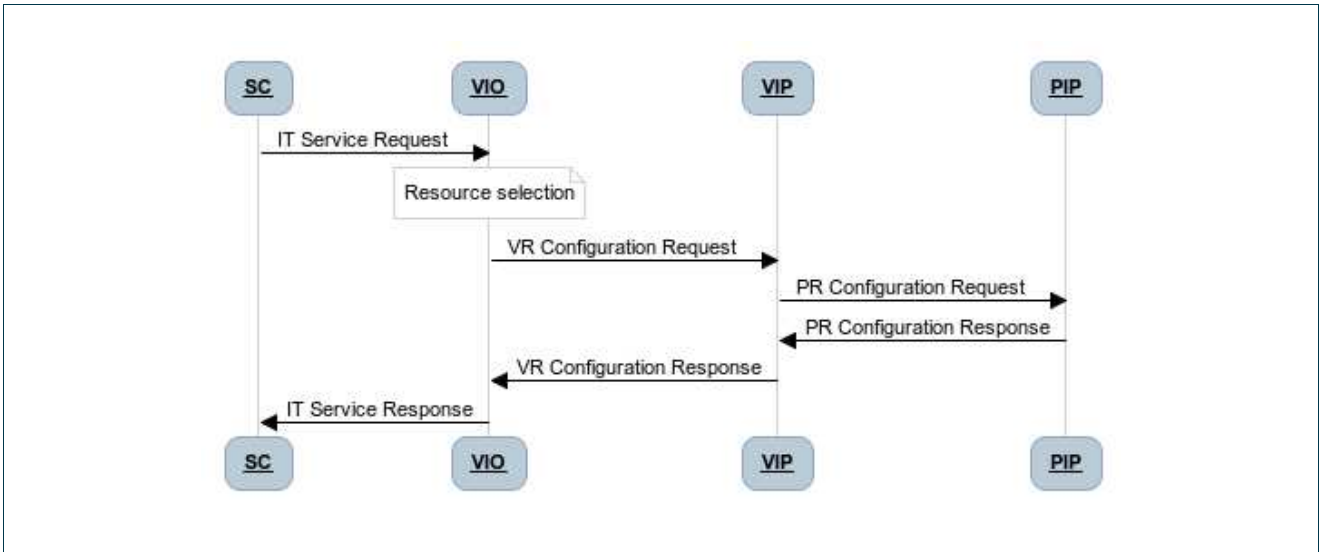 SC
VIO
VIP
PIP
IT Service Request
Resource selection
VR Configuration Request
PR Configuration Request
PR Configuration Response
VR Configuration Response
IT Service Response
SC
VIO
VIP
PIP